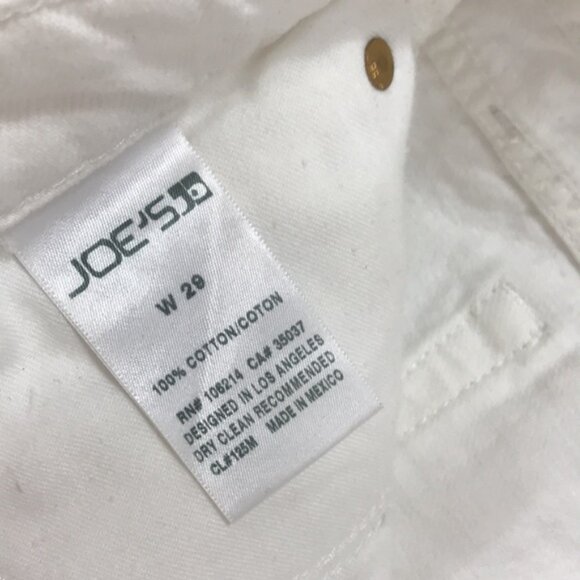 JOE'S
W 29
100% COTTON/COTON
RN# 106214 CA# 35037
DESIGNED IN LOS ANGELES
DRY CLEAN RECOMMENDED
CL#125M MADE IN MEXICO